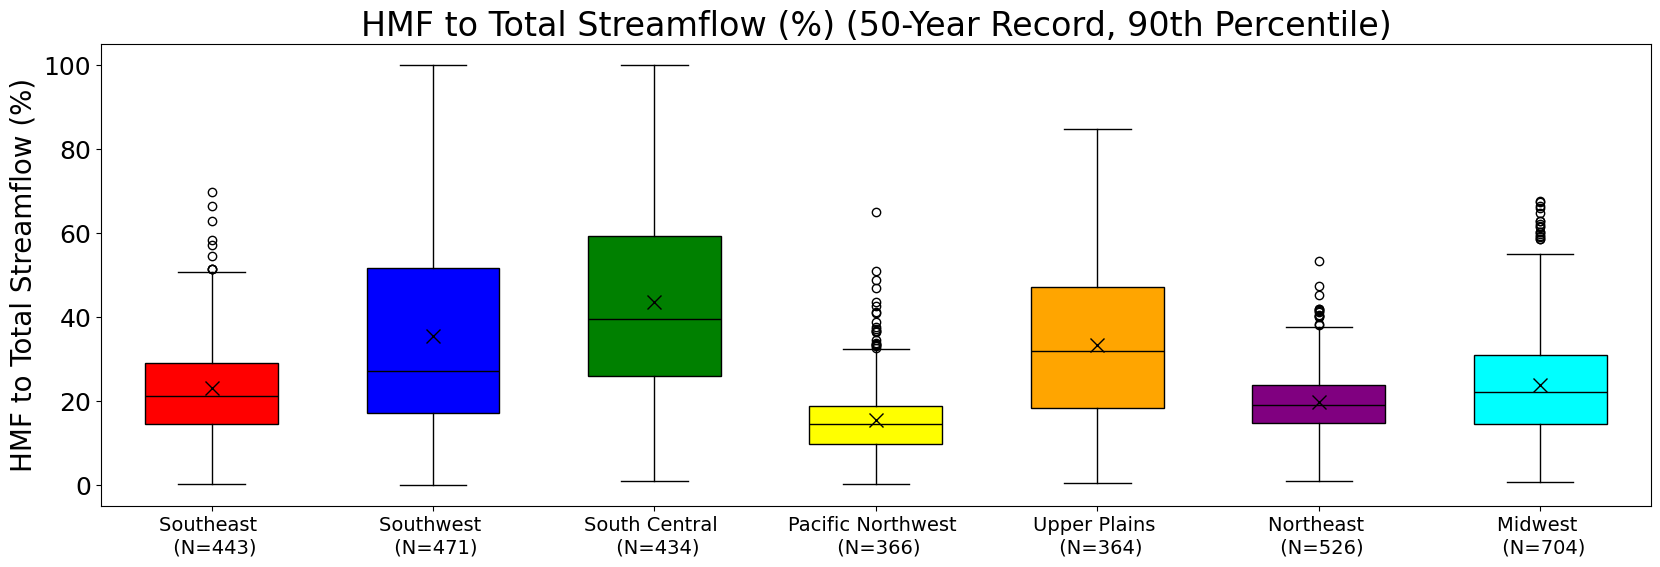 HMF to Total Streamflow (%) (50-Year Record, 90th Percentile)
HMF to Total Streamflow (%)
100
80
60
40
20
0
Southeast
(N=443)
Southwest
(N=471)
South Central
(N=434)
Pacific Northwest
(N=366)
Upper Plains
(N=364)
Northeast
(N=526)
Midwest
(N=704)